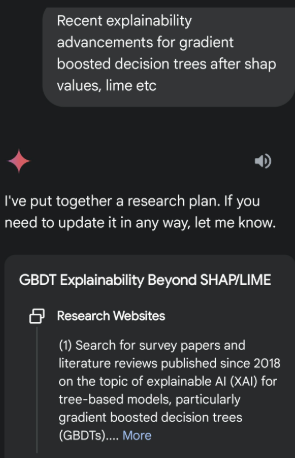 Recent explainability
advancements for gradient
boosted decision trees after shap
values, lime etc
I've put together a research plan. If you
need to update it in any way, let me know.
GBDT Explainability Beyond SHAP/LIME
Research Websites
(1) Search for survey papers and
literature reviews published since 2018
on the topic of explainable AI (XAI) for
tree-based models, particularly
gradient boosted decision trees
(GBDTs).... More